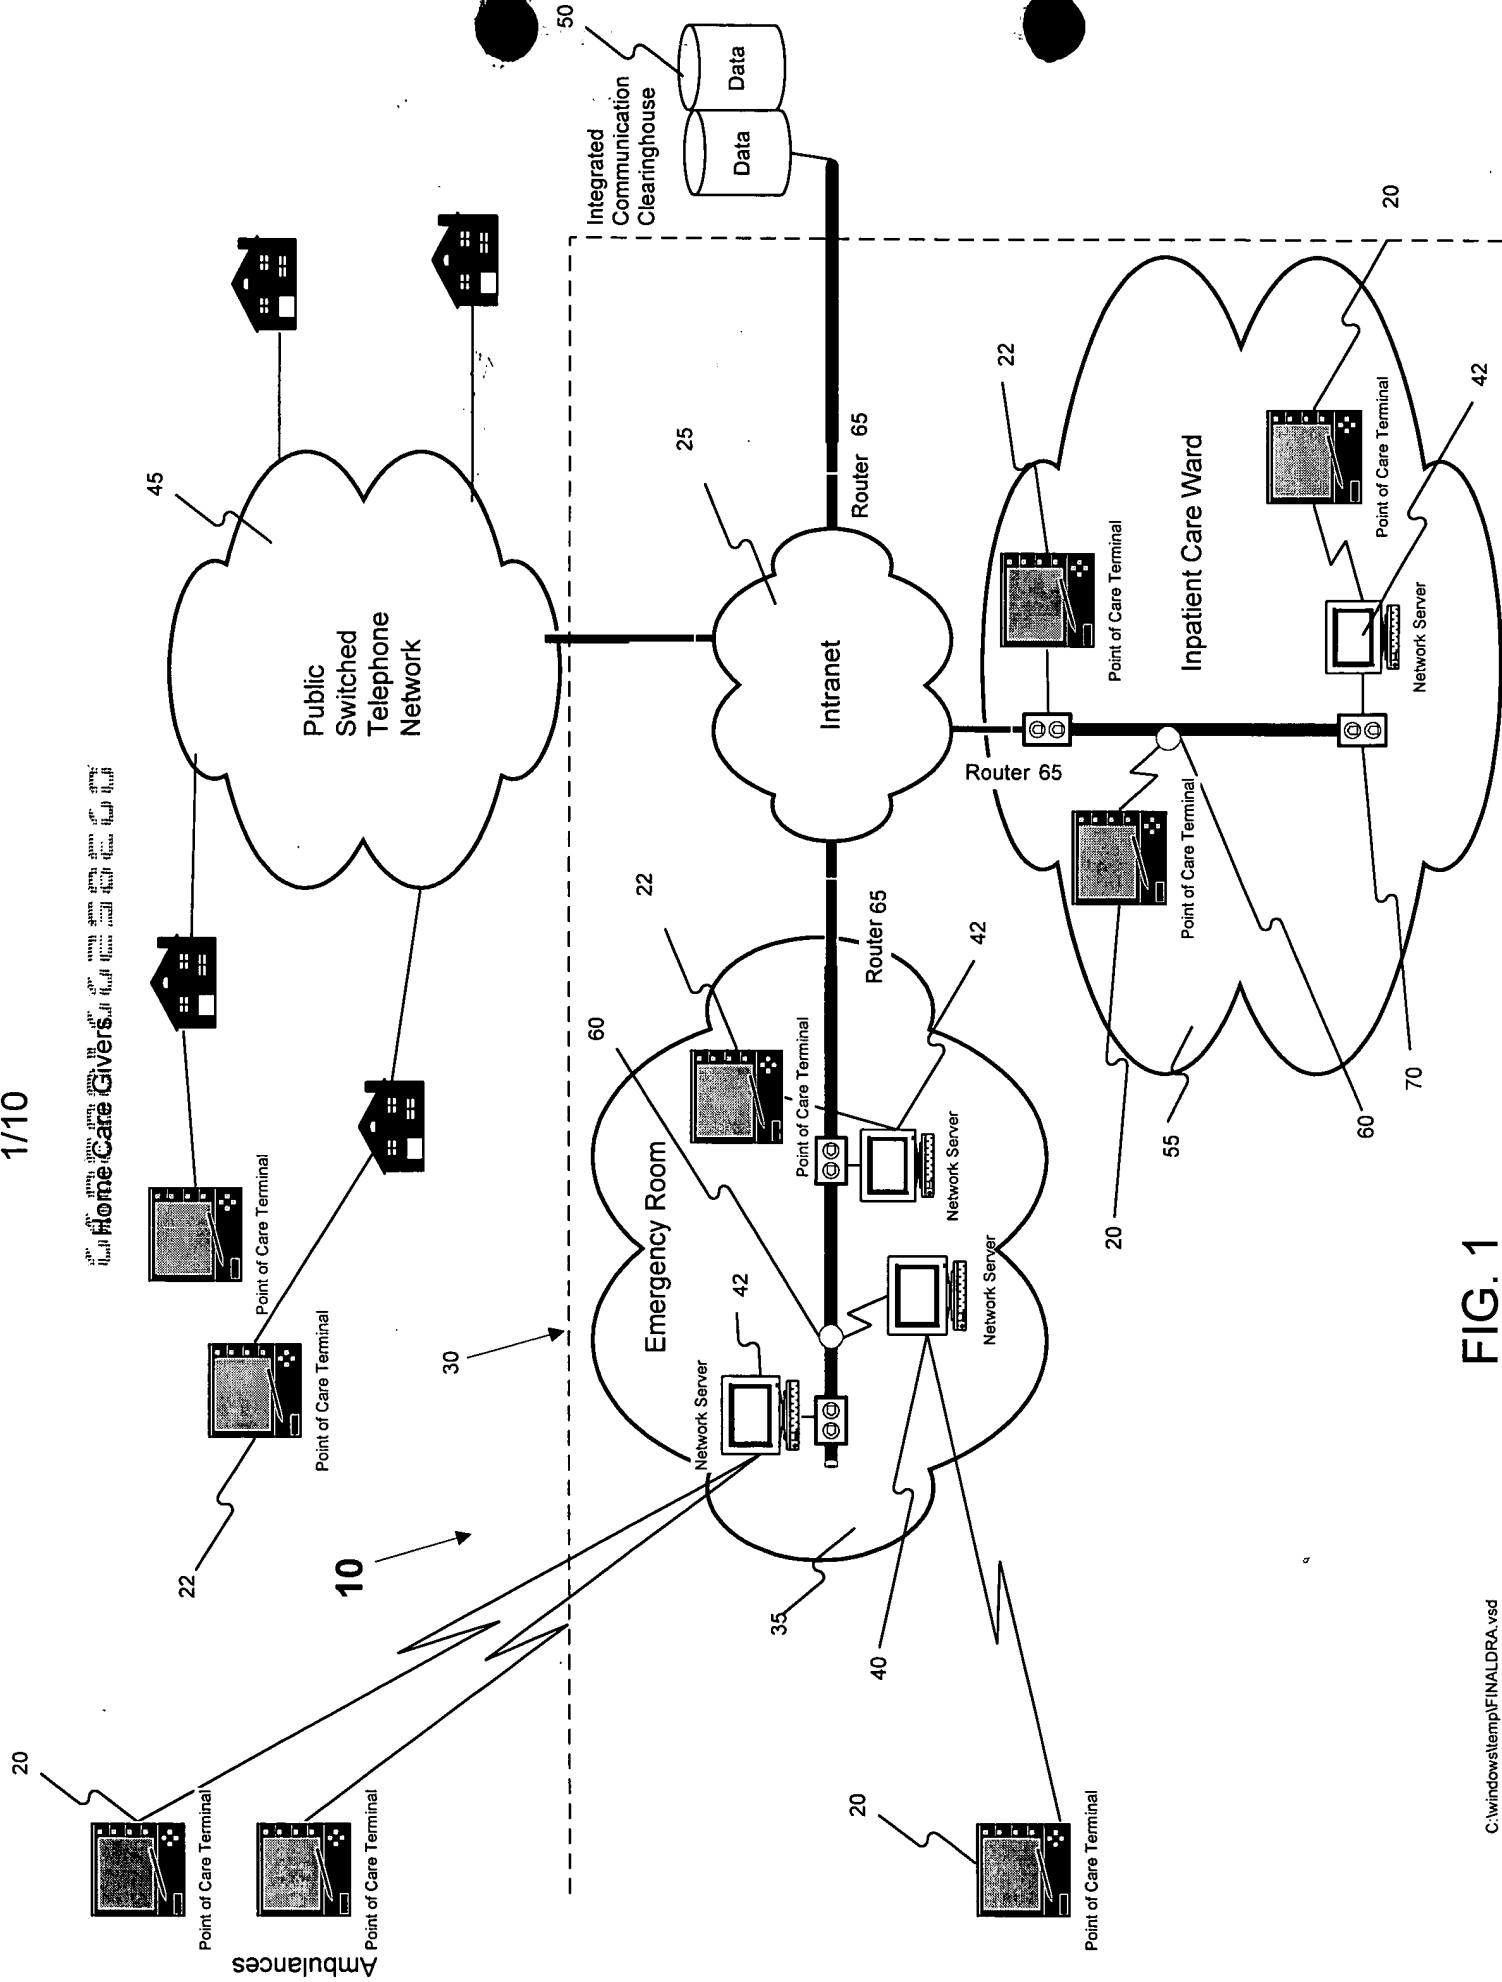 1/10
Home Care Givers
45
Public
Switched
Telephone
Network
50
Integrated
Communication
Clearinghouse
Data
Data
Point of Care Terminal
Point of Care Terminal
22
10
30
20
Point of Care Terminal
Point of Care Terminal
Ambulances
25
Intranet
Router 65
Router 65
Router 65
Emergency Room
60
22
Point of Care Terminal
42
Network Server
Network Server
42
Network Server
35
40
20
Point of Care Terminal
Inpatient Care Ward
22
Point of Care Terminal
20
Point of Care Terminal
42
Network Server
Point of Care Terminal
20
55
60
70
FIG. 1
C:\windows\temp\FINALDRA.vsd